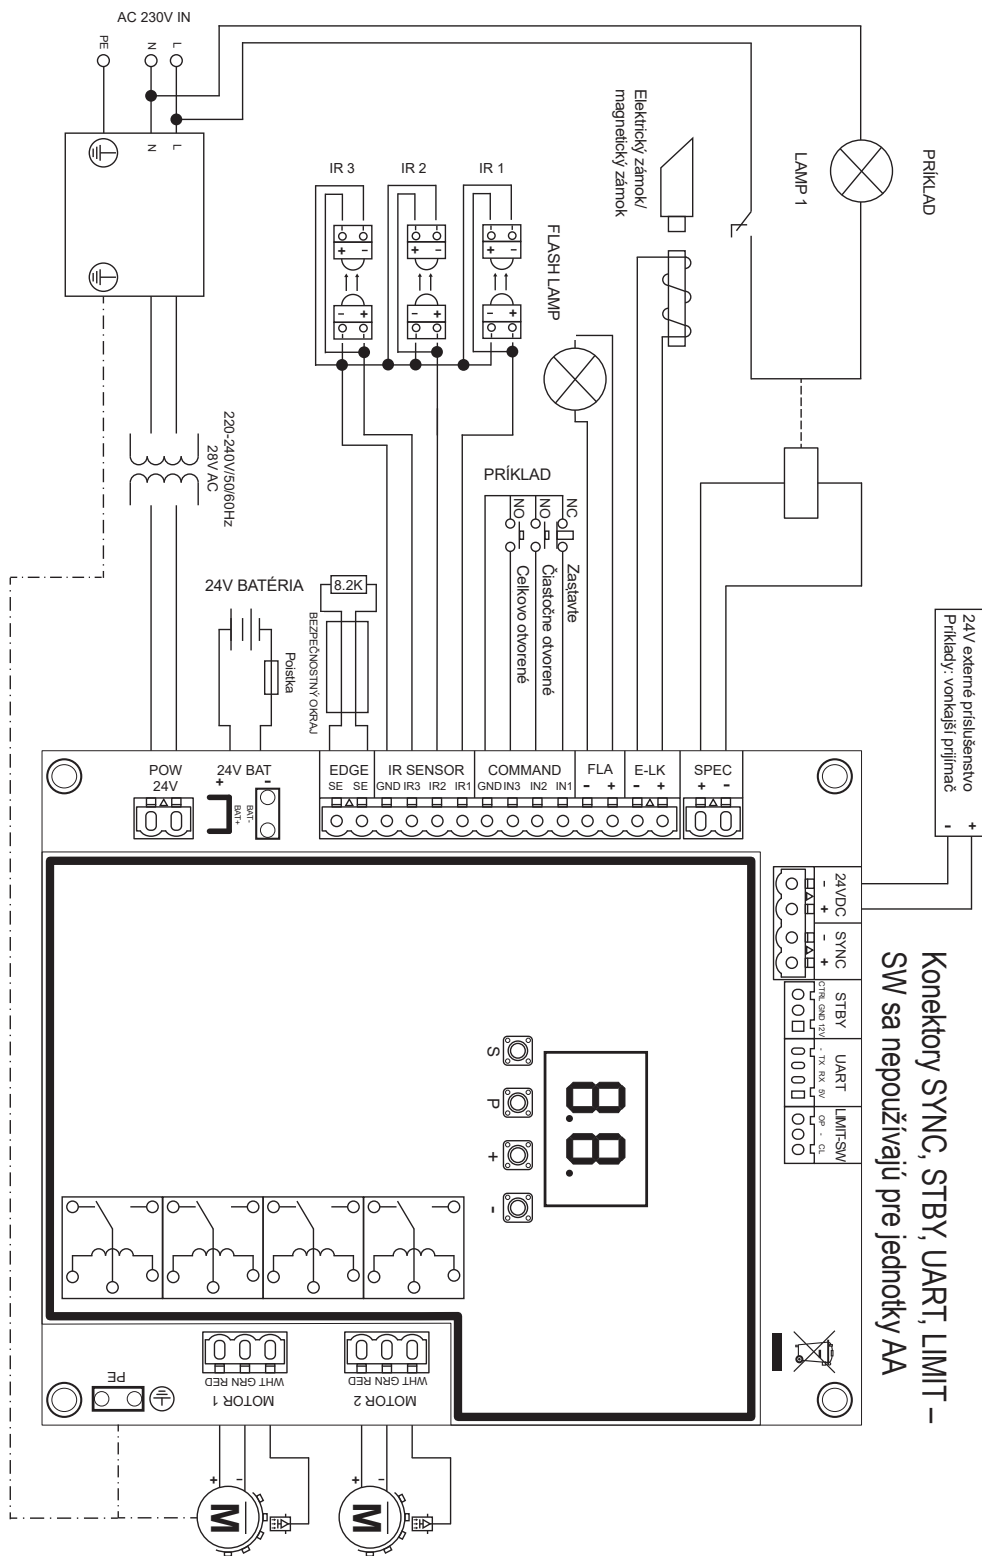 AC 230V IN
PE
N
L
N
L
PRÍKLAD
LAMP 1
Elektrický zámok/
magnetický zámok
IR 3
IR 2
IR 1
+ -
+ -
+ -
- +
- +
- +
FLASH LAMP
220-240V/50/60Hz
28V AC
PRÍKLAD
NO
NO
NC
Celkovo otvorené
Čiastočne otvorené
Zastavte
24V BATÉRIA
Poistka
8.2K
BEZPEČNOSTNÝ OKRAJ
24V externé príslušenstvo
Príklady: vonkajší prijímač
- +
POW
24V
24V BAT
+ -
BAT+
BAT-
EDGE
SE SE
IR SENSOR
GND IR3 IR2 IR1
COMMAND
GND IN3 IN2 IN1
FLA
- +
E-LK
- +
SPEC
+ -
24VDC
- +
SYNC
- +
STBY
CTRL GND 12V
UART
- TX RX 5V
LIMIT-SW
OP - CL
Konektory SYNC, STBY, UART, LIMIT –
SW sa nepoužívajú pre jednotky AA
8.8.
S
P
+
-
WHT GRN RED
MOTOR 1
WHT GRN RED
MOTOR 2
PE
+ -
M
+ -
M